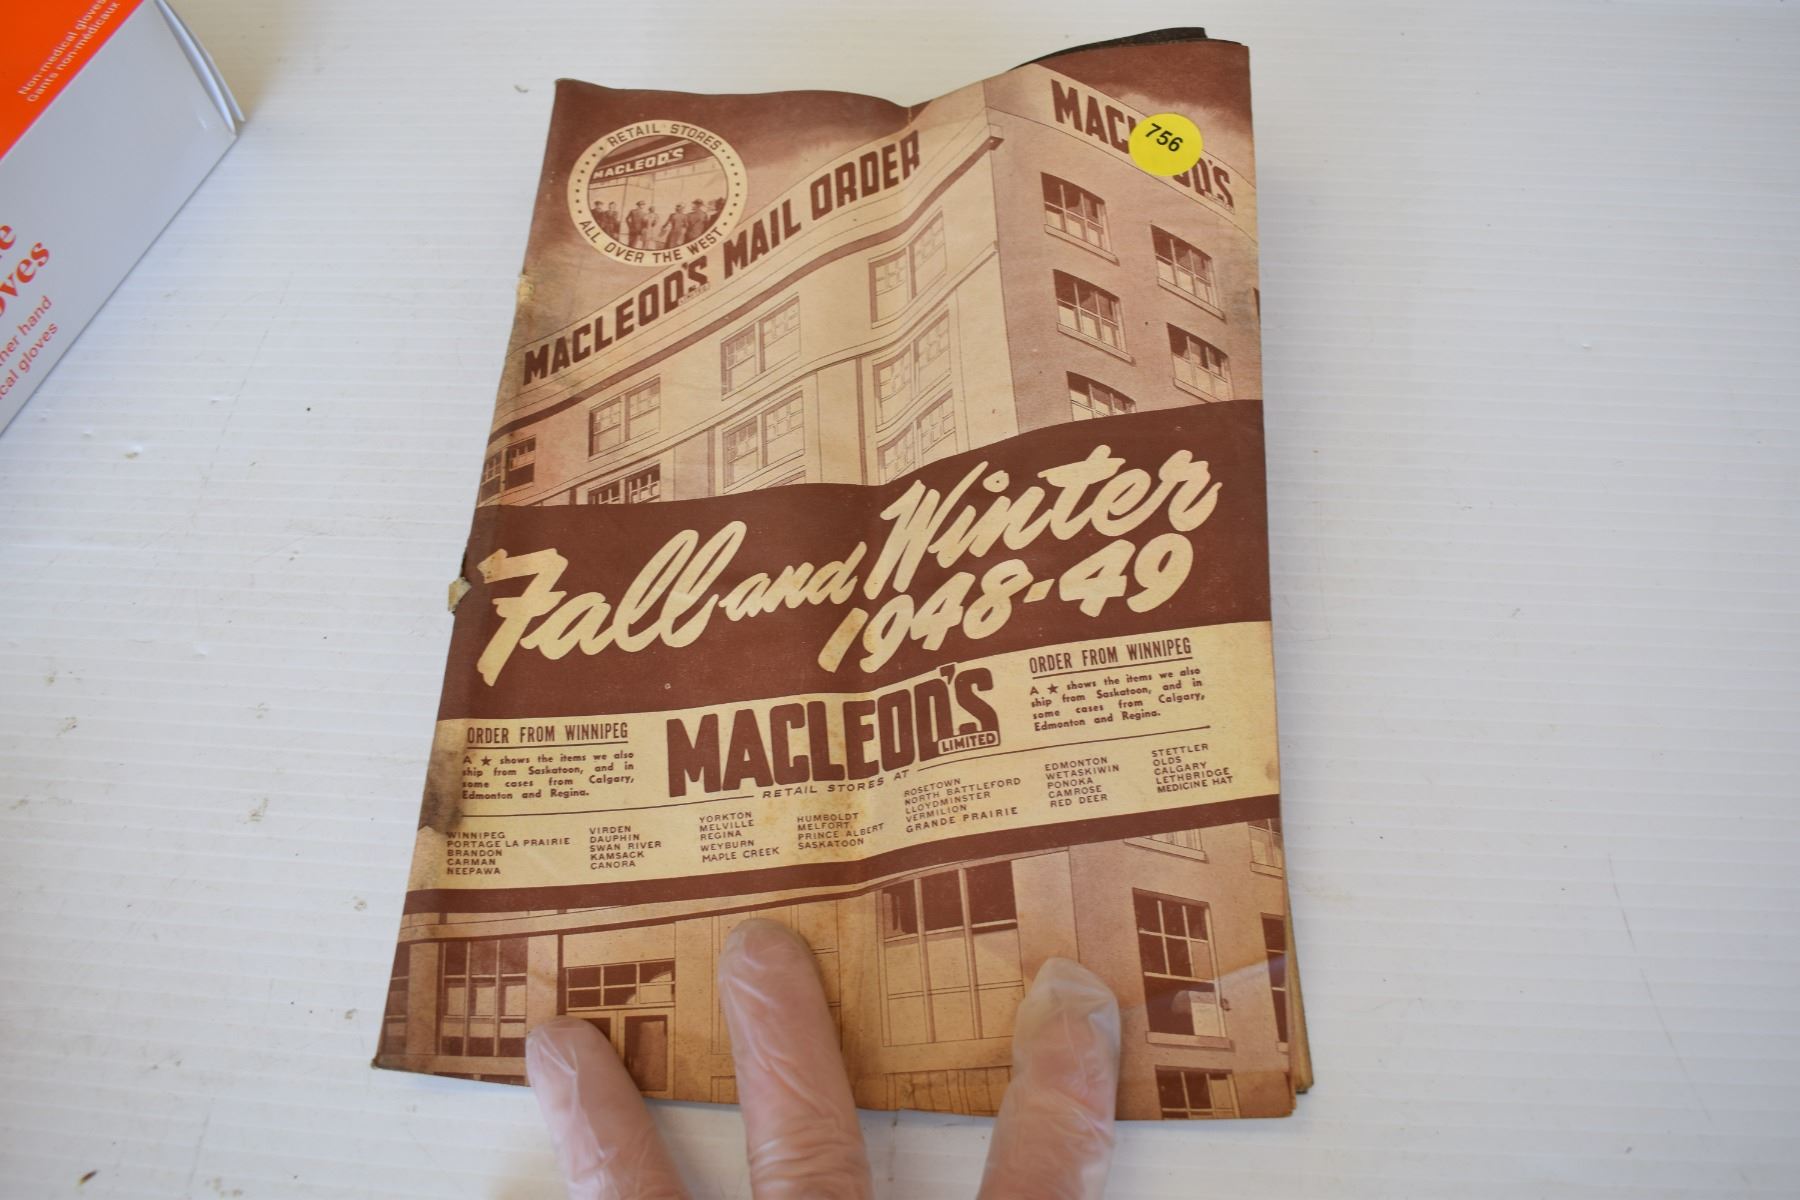 Non-medical gloves
Gants non-médicaux
her hand
cal gloves
RETAIL STORES
MACLEOD'S
ALL OVER THE WEST
MACLEOD'S MAIL ORDER
756
Fall and Winter
1948-49
ORDER FROM WINNIPEG
A ★ shows the items we also
ship from Saskatoon, and in
some cases from Calgary,
Edmonton and Regina.
MACLEOD'S
LIMITED
ORDER FROM WINNIPEG
A ★ shows the items we also
ship from Saskatoon, and in
some cases from Calgary,
Edmonton and Regina.
RETAIL STORES AT
WINNIPEG
PORTAGE LA PRAIRIE
BRANDON
CARMAN
NEEPAWA
VIRDEN
DAUPHIN
SWAN RIVER
KAMSACK
CANORA
YORKTON
MELVILLE
REGINA
WEYBURN
MAPLE CREEK
HUMBOLDT
MELFORT
PRINCE ALBERT
SASKATOON
ROSETOWN
NORTH BATTLEFORD
LLOYDMINSTER
VERMILION
GRANDE PRAIRIE
EDMONTON
WETASKIWIN
PONOKA
CAMROSE
RED DEER
STETTLER
OLDS
CALGARY
LETHBRIDGE
MEDICINE HAT